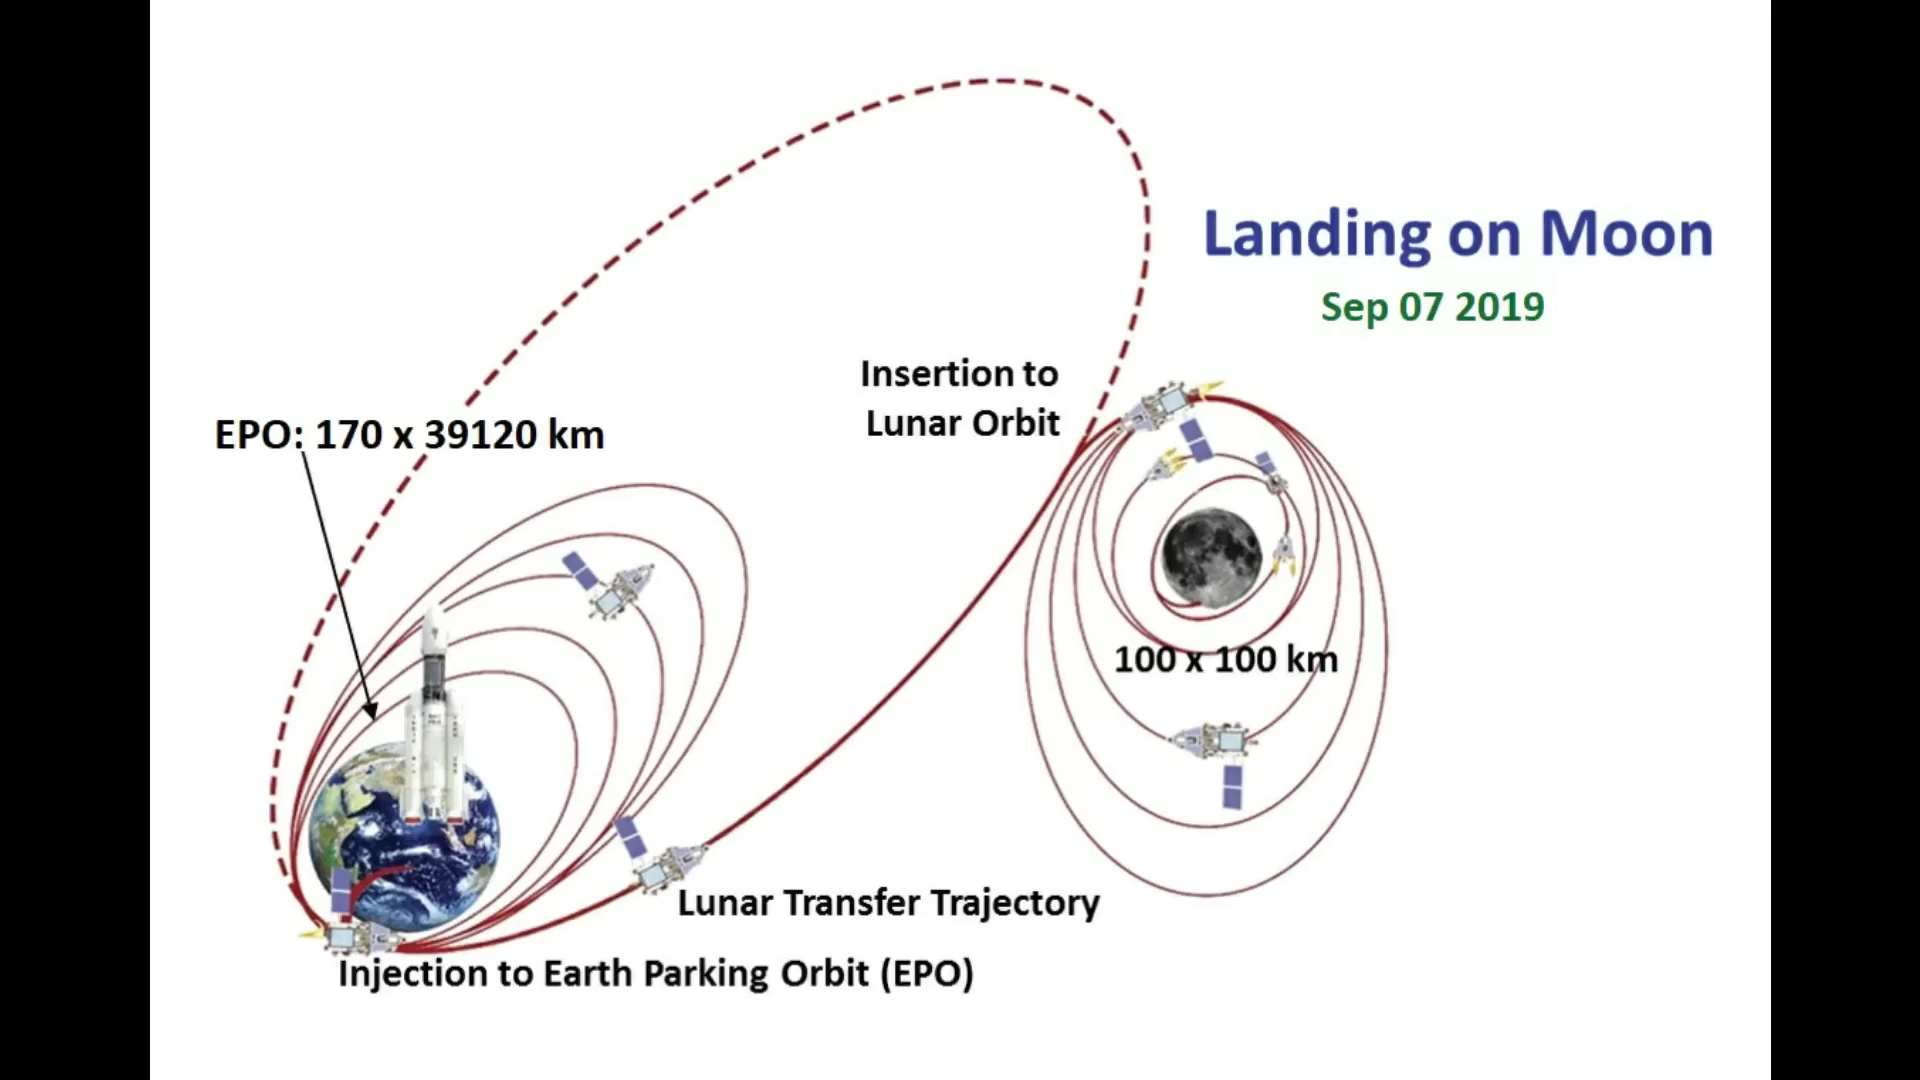 Landing on Moon
Sep 07 2019
Insertion to
Lunar Orbit
EPO: 170 x 39120 km
100 x 100 km
Lunar Transfer Trajectory
Injection to Earth Parking Orbit (EPO)